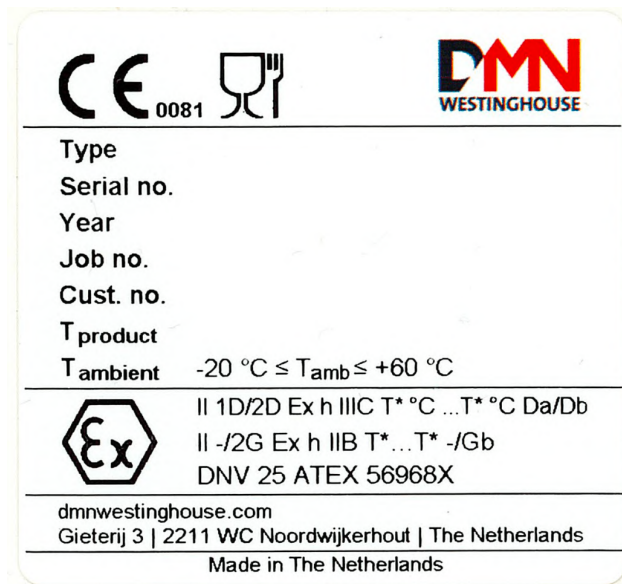 CE 0081
DMN
WESTINGHOUSE
Type
Serial no.
Year
Job no.
Cust. no.
T product
T ambient -20 °C ≤ Tamb ≤ +60 °C
Ex
II 1D/2D Ex h IIIC T* °C ...T* °C Da/Db
II -/2G Ex h IIB T*...T* -/Gb
DNV 25 ATEX 56968X
dmnwestinghouse.com
Gieterij 3 | 2211 WC Noordwijkerhout | The Netherlands
Made in The Netherlands